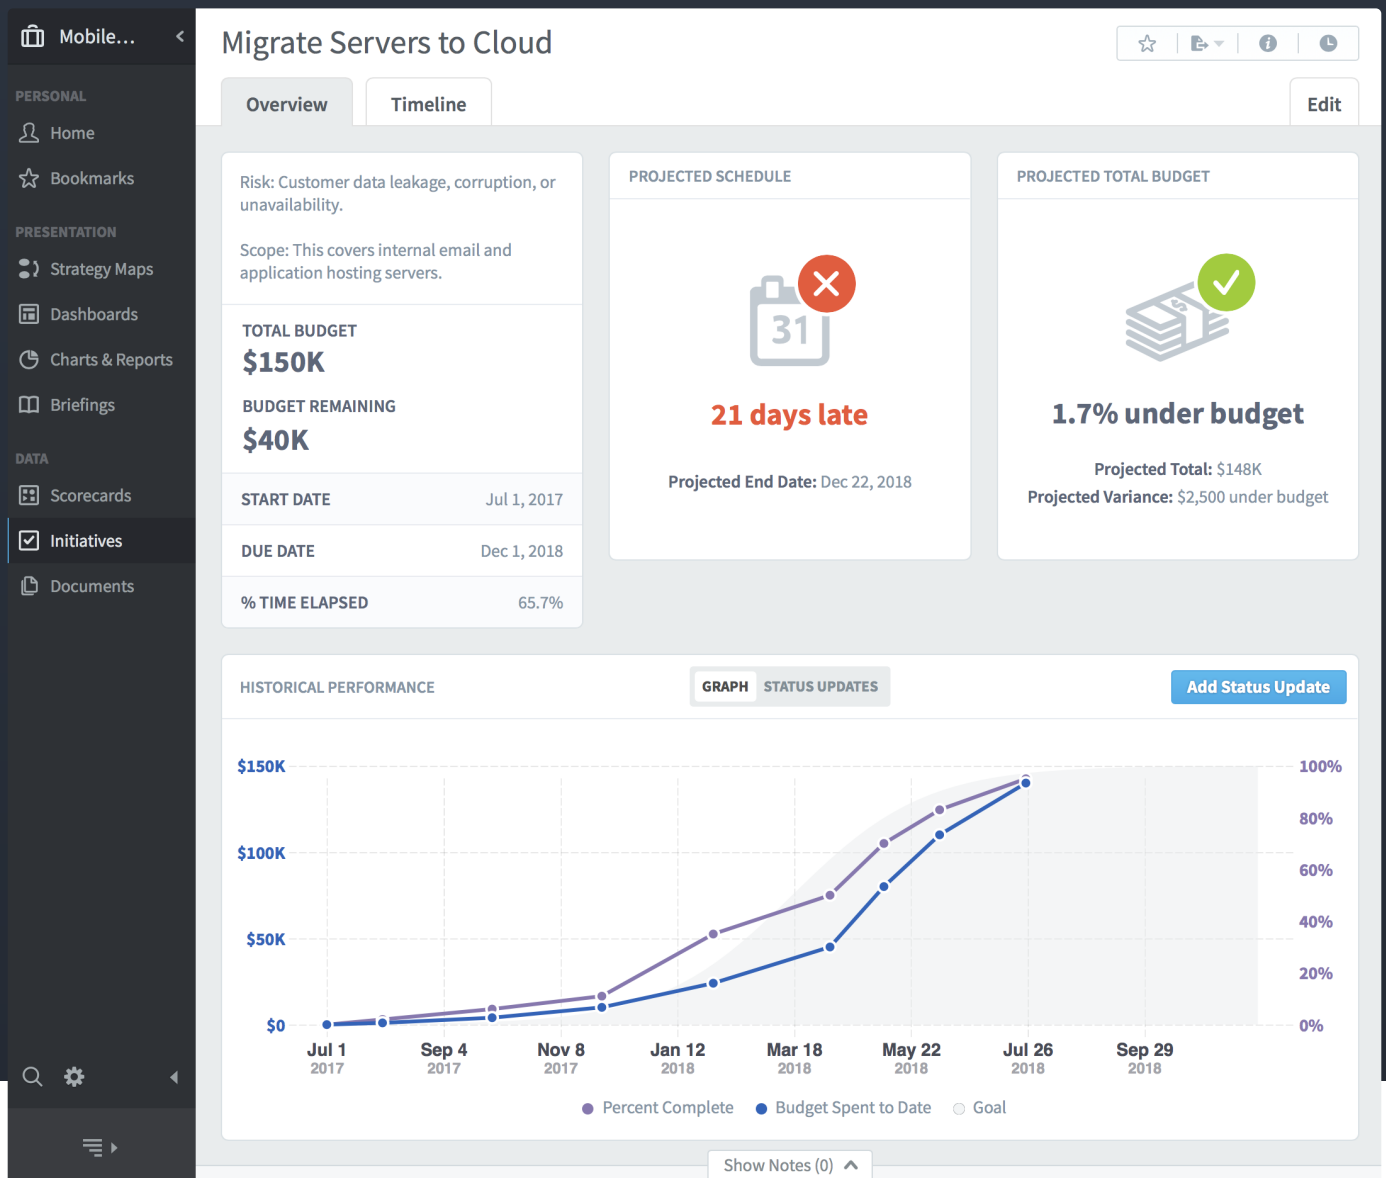 Mobile...
PERSONAL
Home
Bookmarks
PRESENTATION
Strategy Maps
Dashboards
Charts & Reports
Briefings
DATA
Scorecards
Initiatives
Documents
Migrate Servers to Cloud
Overview
Timeline
Edit
Risk: Customer data leakage, corruption, or
unavailability.
Scope: This covers internal email and
application hosting servers.
TOTAL BUDGET
$150K
BUDGET REMAINING
$40K
START DATE Jul 1, 2017
DUE DATE Dec 1, 2018
% TIME ELAPSED 65.7%
PROJECTED SCHEDULE
31
21 days late
Projected End Date: Dec 22, 2018
PROJECTED TOTAL BUDGET
$
1.7% under budget
Projected Total: $148K
Projected Variance: $2,500 under budget
HISTORICAL PERFORMANCE
GRAPH STATUS UPDATES
Add Status Update
$150K
$100K
$50K
$0
100%
80%
60%
40%
20%
0%
Jul 1 Sep 4 Nov 8 Jan 12 Mar 18 May 22 Jul 26 Sep 29
2017 2017 2017 2018 2018 2018 2018 2018
Percent Complete Budget Spent to Date Goal
Show Notes (0)